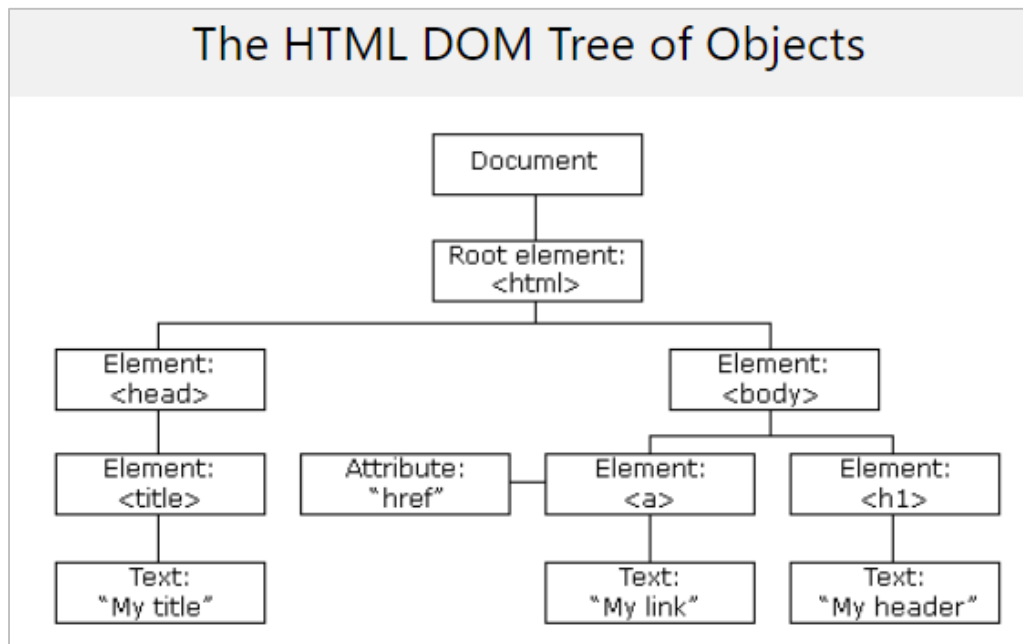 The HTML DOM Tree of Objects
Document
Root element:
<html>
Element:
<head>
Element:
<body>
Element:
<title>
Attribute:
“href”
Element:
<a>
Element:
<h1>
Text:
“My title”
Text:
“My link”
Text:
“My header”